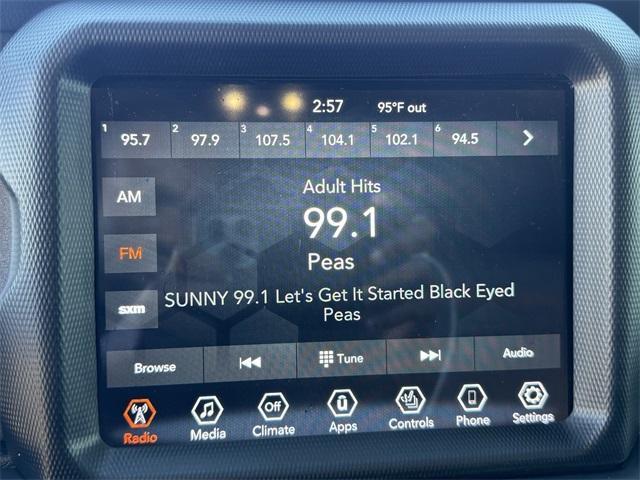 2:57 95°F out
1 95.7 2 97.9 3 107.5 4 104.1 5 102.1 6 94.5
Adult Hits
AM
99.1
FM
Peas
sxm
SUNNY 99.1 Let's Get It Started Black Eyed
Peas
Browse Tune Audio
Off û
Radio Media Climate Apps Controls Phone Settings